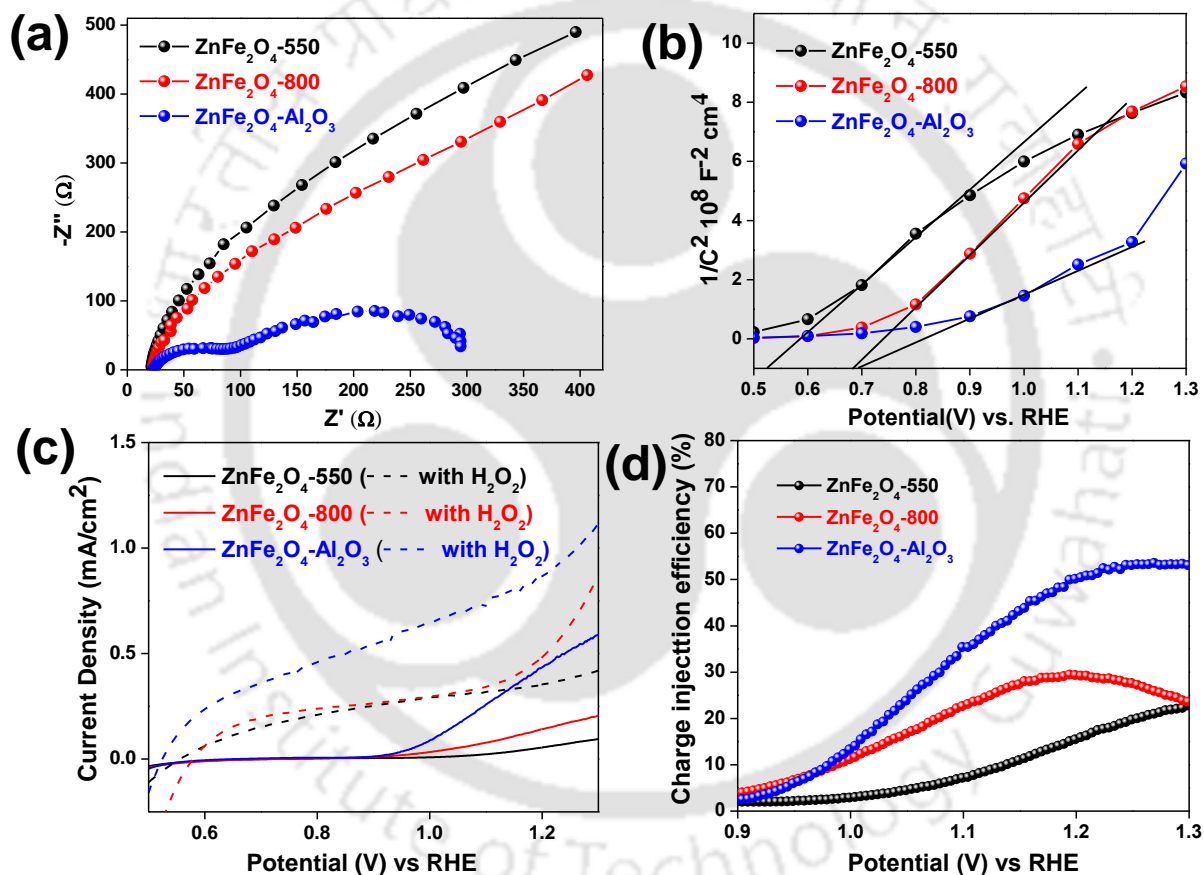 (a)
500
400
300
200
100
0
-Z" (Ω)
ZnFe₂O₄-550
ZnFe₂O₄-800
ZnFe₂O₄-Al₂O₃
0 50 100 150 200 250 300 350 400
Z' (Ω)
(b)
10
8
6
4
2
0
1/C² 10⁸ F⁻² cm⁴
ZnFe₂O₄-550
ZnFe₂O₄-800
ZnFe₂O₄-Al₂O₃
0.5 0.6 0.7 0.8 0.9 1.0 1.1 1.2 1.3
Potential(V) vs. RHE
(c)
1.5
1.0
0.5
0.0
Current Density (mA/cm²)
ZnFe₂O₄-550 ( with H₂O₂)
ZnFe₂O₄-800 ( with H₂O₂)
ZnFe₂O₄-Al₂O₃ ( with H₂O₂)
0.6 0.8 1.0 1.2
Potential (V) vs RHE
(d)
80
70
60
50
40
30
20
10
0
Charge injecttion efficiency (%)
ZnFe₂O₄-550
ZnFe₂O₄-800
ZnFe₂O₄-Al₂O₃
0.9 1.0 1.1 1.2 1.3
Potential (V) vs RHE
Indian Institute of Technology Guwahati